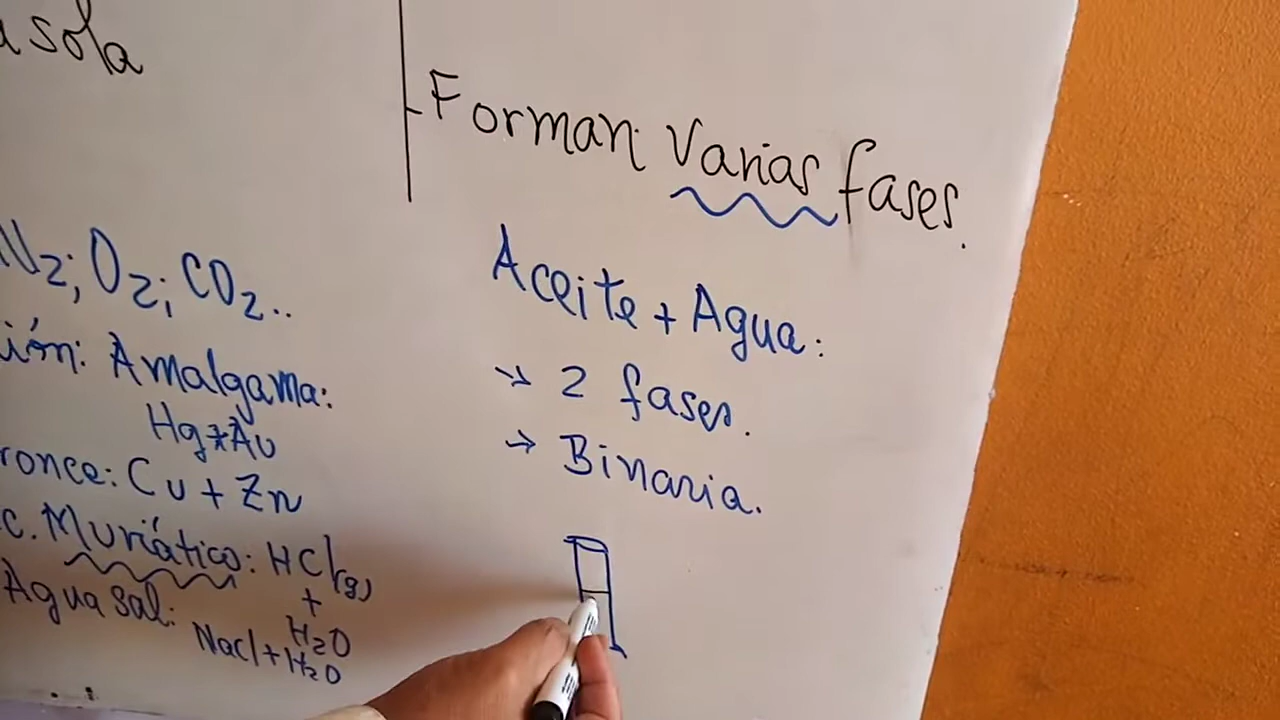 a sola
Forman Varias fases.
N2; O2; CO2..
ión: Amalgama:
Hg*Au
ronce: Cu + Zn
c. Muriático: HCl(g)
+
H2O
Agua sal:
NaCl + H2O
Aceite + Agua:
→ 2 fases.
→ Binaria.